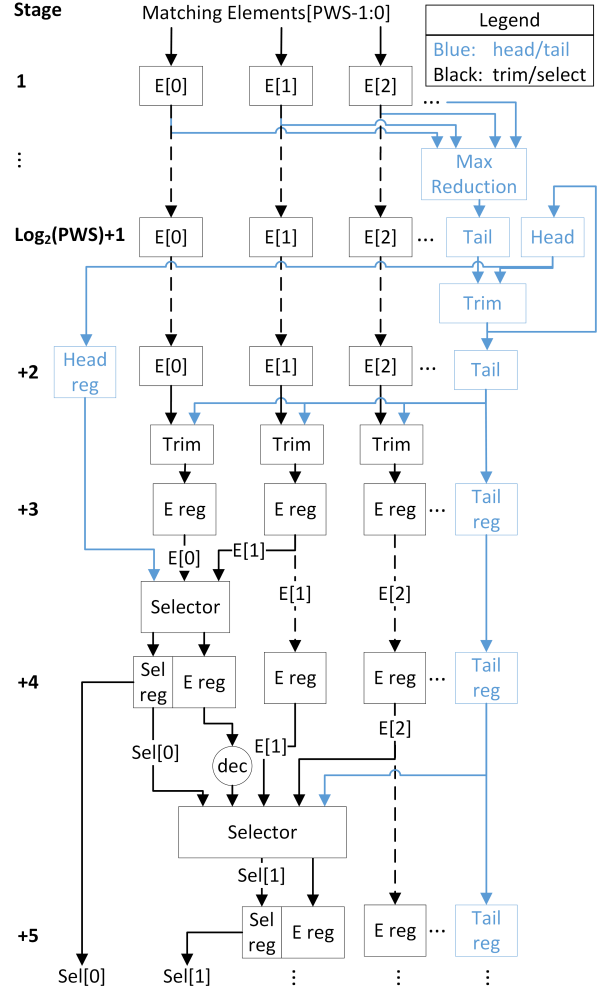 Stage
Matching Elements[PWS-1:0]
Legend
Blue: head/tail
Black: trim/select
1
E[0]
E[1]
E[2]
...
⋮
Max
Reduction
Log₂(PWS)+1
E[0]
E[1]
E[2]
...
Tail
Head
Trim
+2
Head
reg
E[0]
E[1]
E[2]
...
Tail
Trim
Trim
Trim
+3
E reg
E reg
E reg
...
Tail
reg
E[0]
E[1]
E[1]
E[2]
Selector
+4
Sel
reg
E reg
E reg
E reg
...
Tail
reg
Sel[0]
dec
E[1]
E[2]
Selector
Sel[1]
+5
Sel
reg
E reg
E reg
...
Tail
reg
Sel[0]
Sel[1]
⋮
⋮
⋮